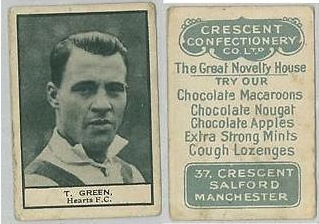 T. GREEN,
Hearts F.C.
CRESCENT
CONFECTIONERY
CO. LTD
The Great Novelty House
TRY OUR
Chocolate Macaroons
Chocolate Nougat
Chocolate Apples
Extra Strong Mints
Cough Lozenges
37, CRESCENT
SALFORD
MANCHESTER